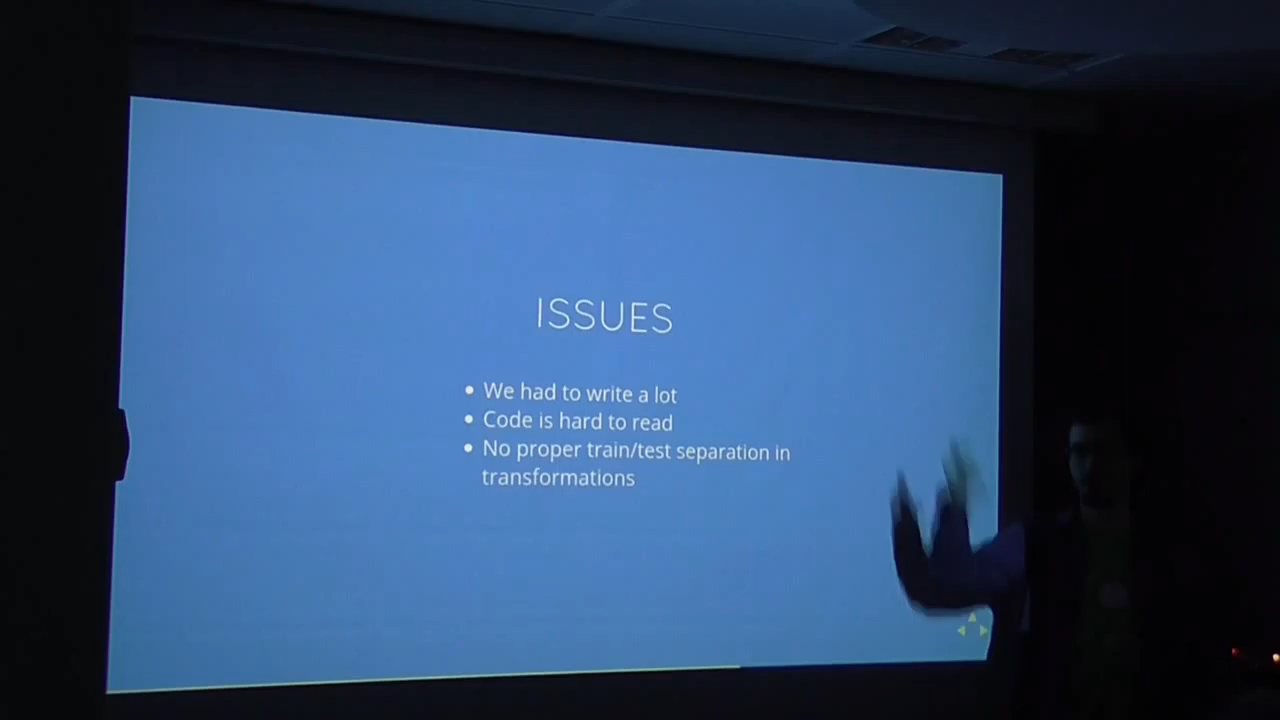 ISSUES
We had to write a lot
Code is hard to read
No proper train/test separation in
transformations